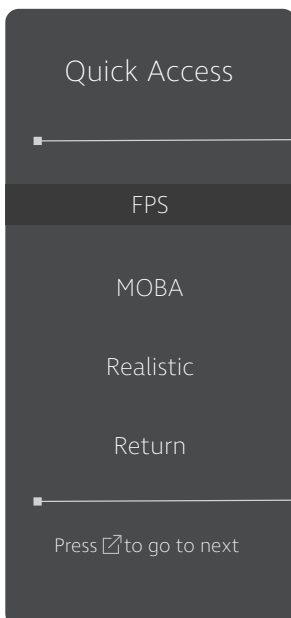 Quick Access
FPS
MOBA
Realistic
Return
Press to go to next